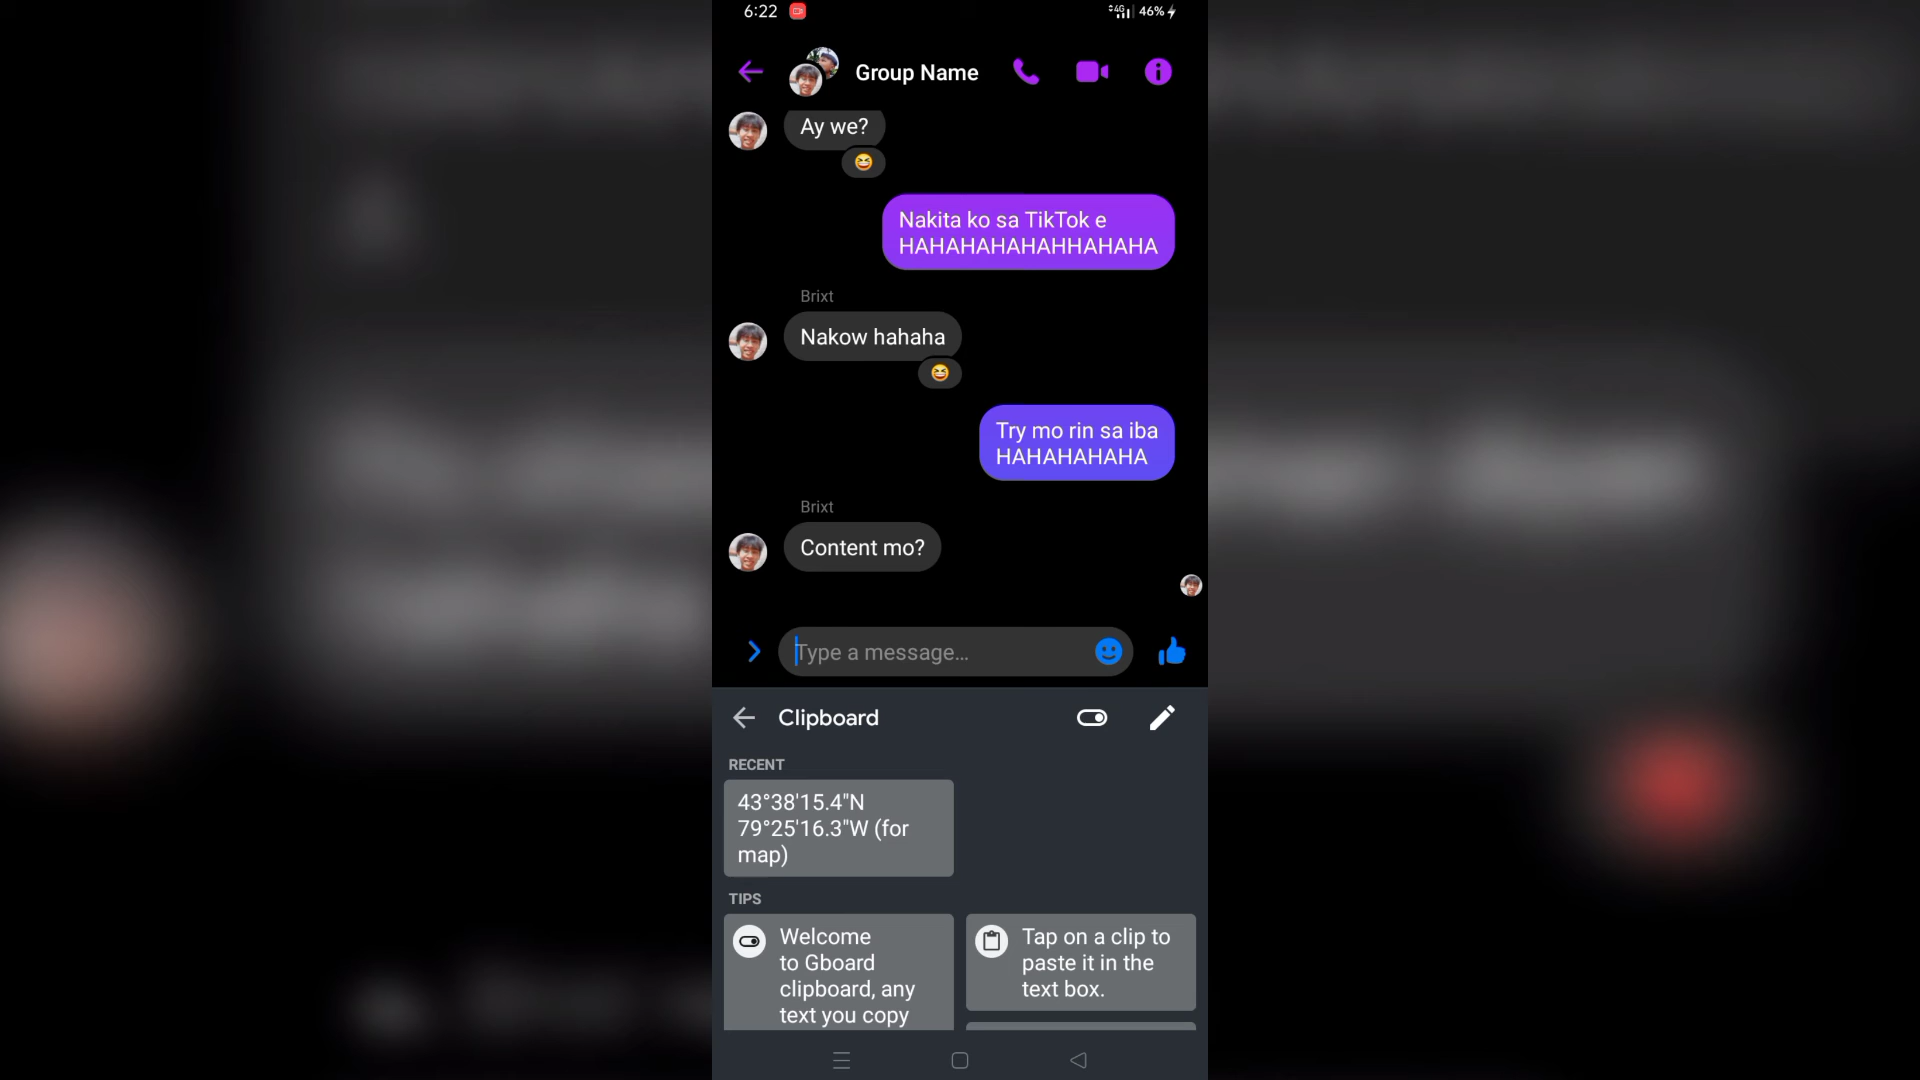 6:22
4G 46%
Group Name
Ay we?
Nakita ko sa TikTok e
HAHAHAHAHAHHAHAHA
Brixt
Nakow hahaha
Try mo rin sa iba
HAHAHAHAHA
Brixt
Content mo?
Type a message...
Clipboard
RECENT
43°38'15.4"N
79°25'16.3"W (for
map)
TIPS
Welcome
to Gboard
clipboard, any
text you copy
Tap on a clip to
paste it in the
text box.